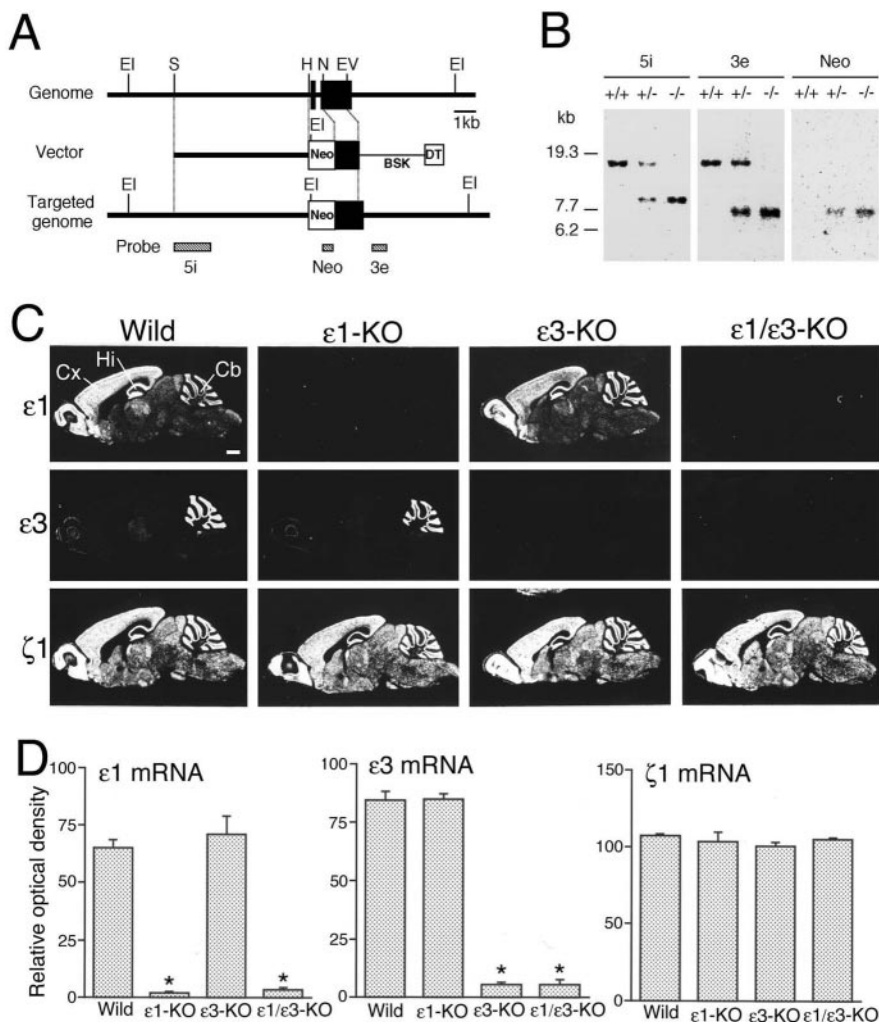 A
EI S H N EV EI
Genome
1kb
EI
Vector
Neo
BSK
DT
EI EI EI
Targeted
genome
Neo
Probe
5i Neo 3e
B
5i 3e Neo
+/+ +/- -/- +/+ +/- -/- +/+ +/- -/-
kb
19.3
7.7
6.2
C
Wild ε1-KO ε3-KO ε1/ε3-KO
ε1
Cx Hi Cb
ε3
ζ1
D
ε1 mRNA
Relative optical density
100
75
50
25
0
Wild ε1-KO ε3-KO ε1/ε3-KO
* *
ε3 mRNA
100
75
50
25
0
Wild ε1-KO ε3-KO ε1/ε3-KO
* *
ζ1 mRNA
150
100
50
0
Wild ε1-KO ε3-KO ε1/ε3-KO